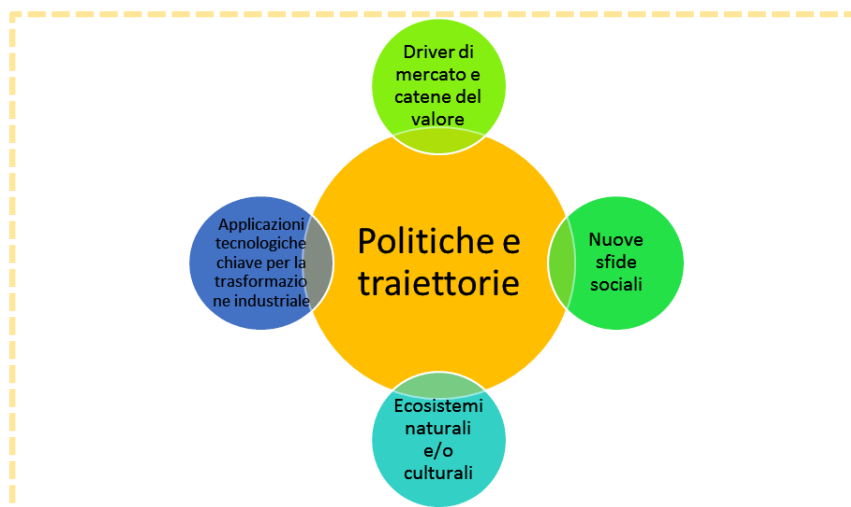 Driver di
mercato e
catene del
valore
Applicazioni
tecnologiche
chiave per la
trasformazio
ne industriale
Politiche e
traiettorie
Nuove
sfide
sociali
Ecosistemi
naturali
e/o
culturali